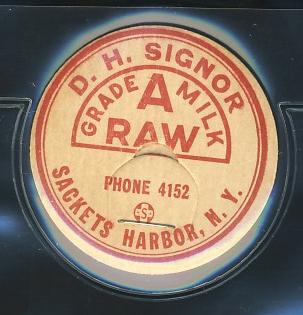 D. H. SIGNOR
GRADE A MILK
RAW
PHONE 4152
S
SACKETS HARBOR, N. Y.